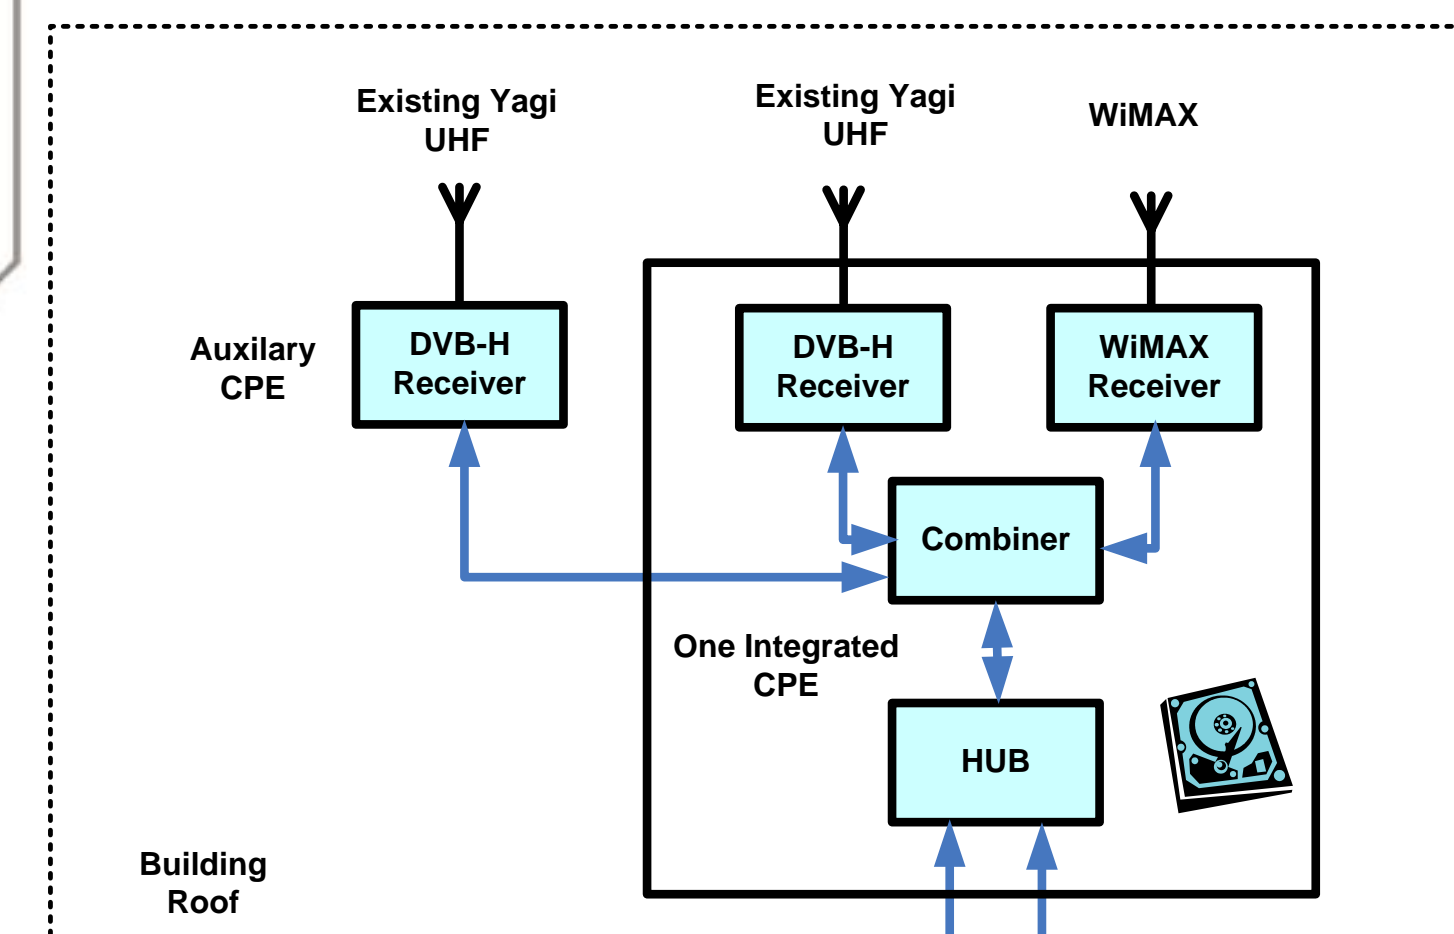 Existing Yagi
UHF
Existing Yagi
UHF
WiMAX
Auxilary
CPE
DVB-H
Receiver
DVB-H
Receiver
WiMAX
Receiver
Combiner
One Integrated
CPE
HUB
Building
Roof